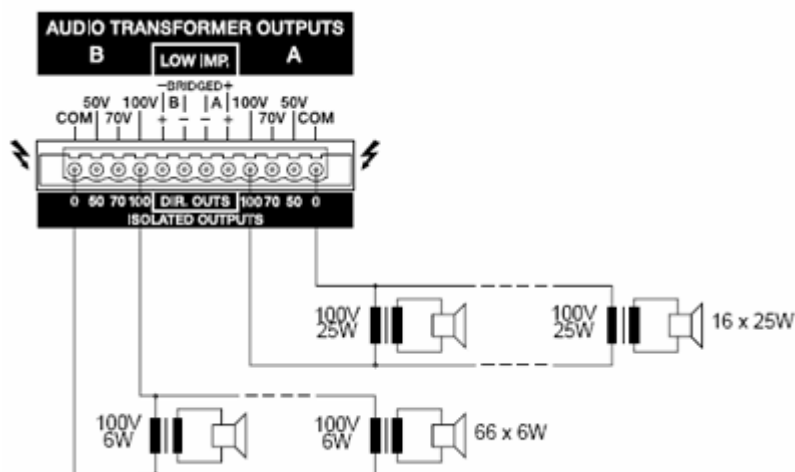 AUDIO TRANSFORMER OUTPUTS
B LOW IMP. A
−BRIDGED+
50V 100V B A 100V 50V
COM 70V + − − + 70V COM
0 50 70 100 DIR. OUTS 100 70 50 0
ISOLATED OUTPUTS
100V
25W
100V
25W
16 x 25W
100V
6W
100V
6W
66 x 6W